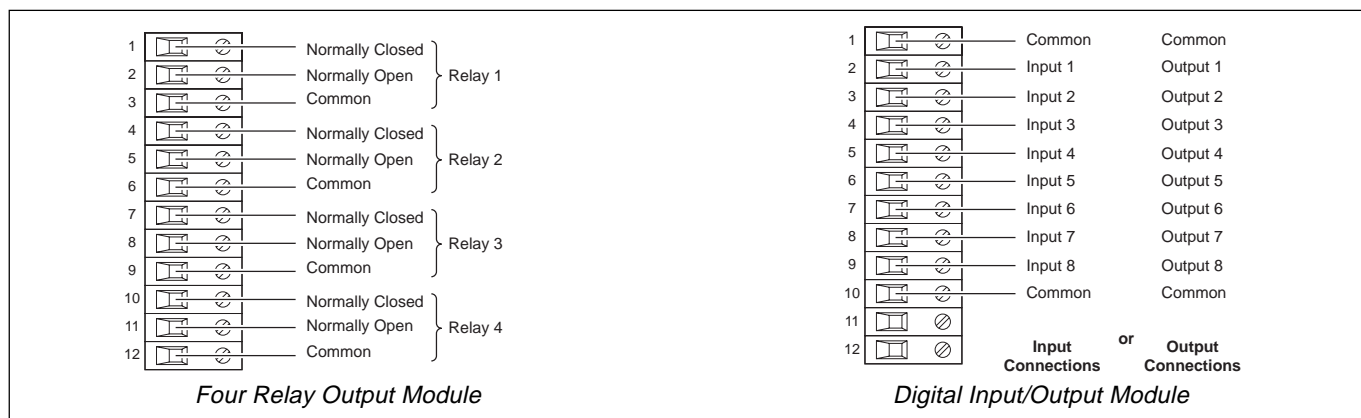 1 Normally Closed
2 Normally Open Relay 1
3 Common
4 Normally Closed
5 Normally Open Relay 2
6 Common
7 Normally Closed
8 Normally Open Relay 3
9 Common
10 Normally Closed
11 Normally Open Relay 4
12 Common
Four Relay Output Module
1 Common Common
2 Input 1 Output 1
3 Input 2 Output 2
4 Input 3 Output 3
5 Input 4 Output 4
6 Input 5 Output 5
7 Input 6 Output 6
8 Input 7 Output 7
9 Input 8 Output 8
10 Common Common
11
12
Input or Output
Connections Connections
Digital Input/Output Module